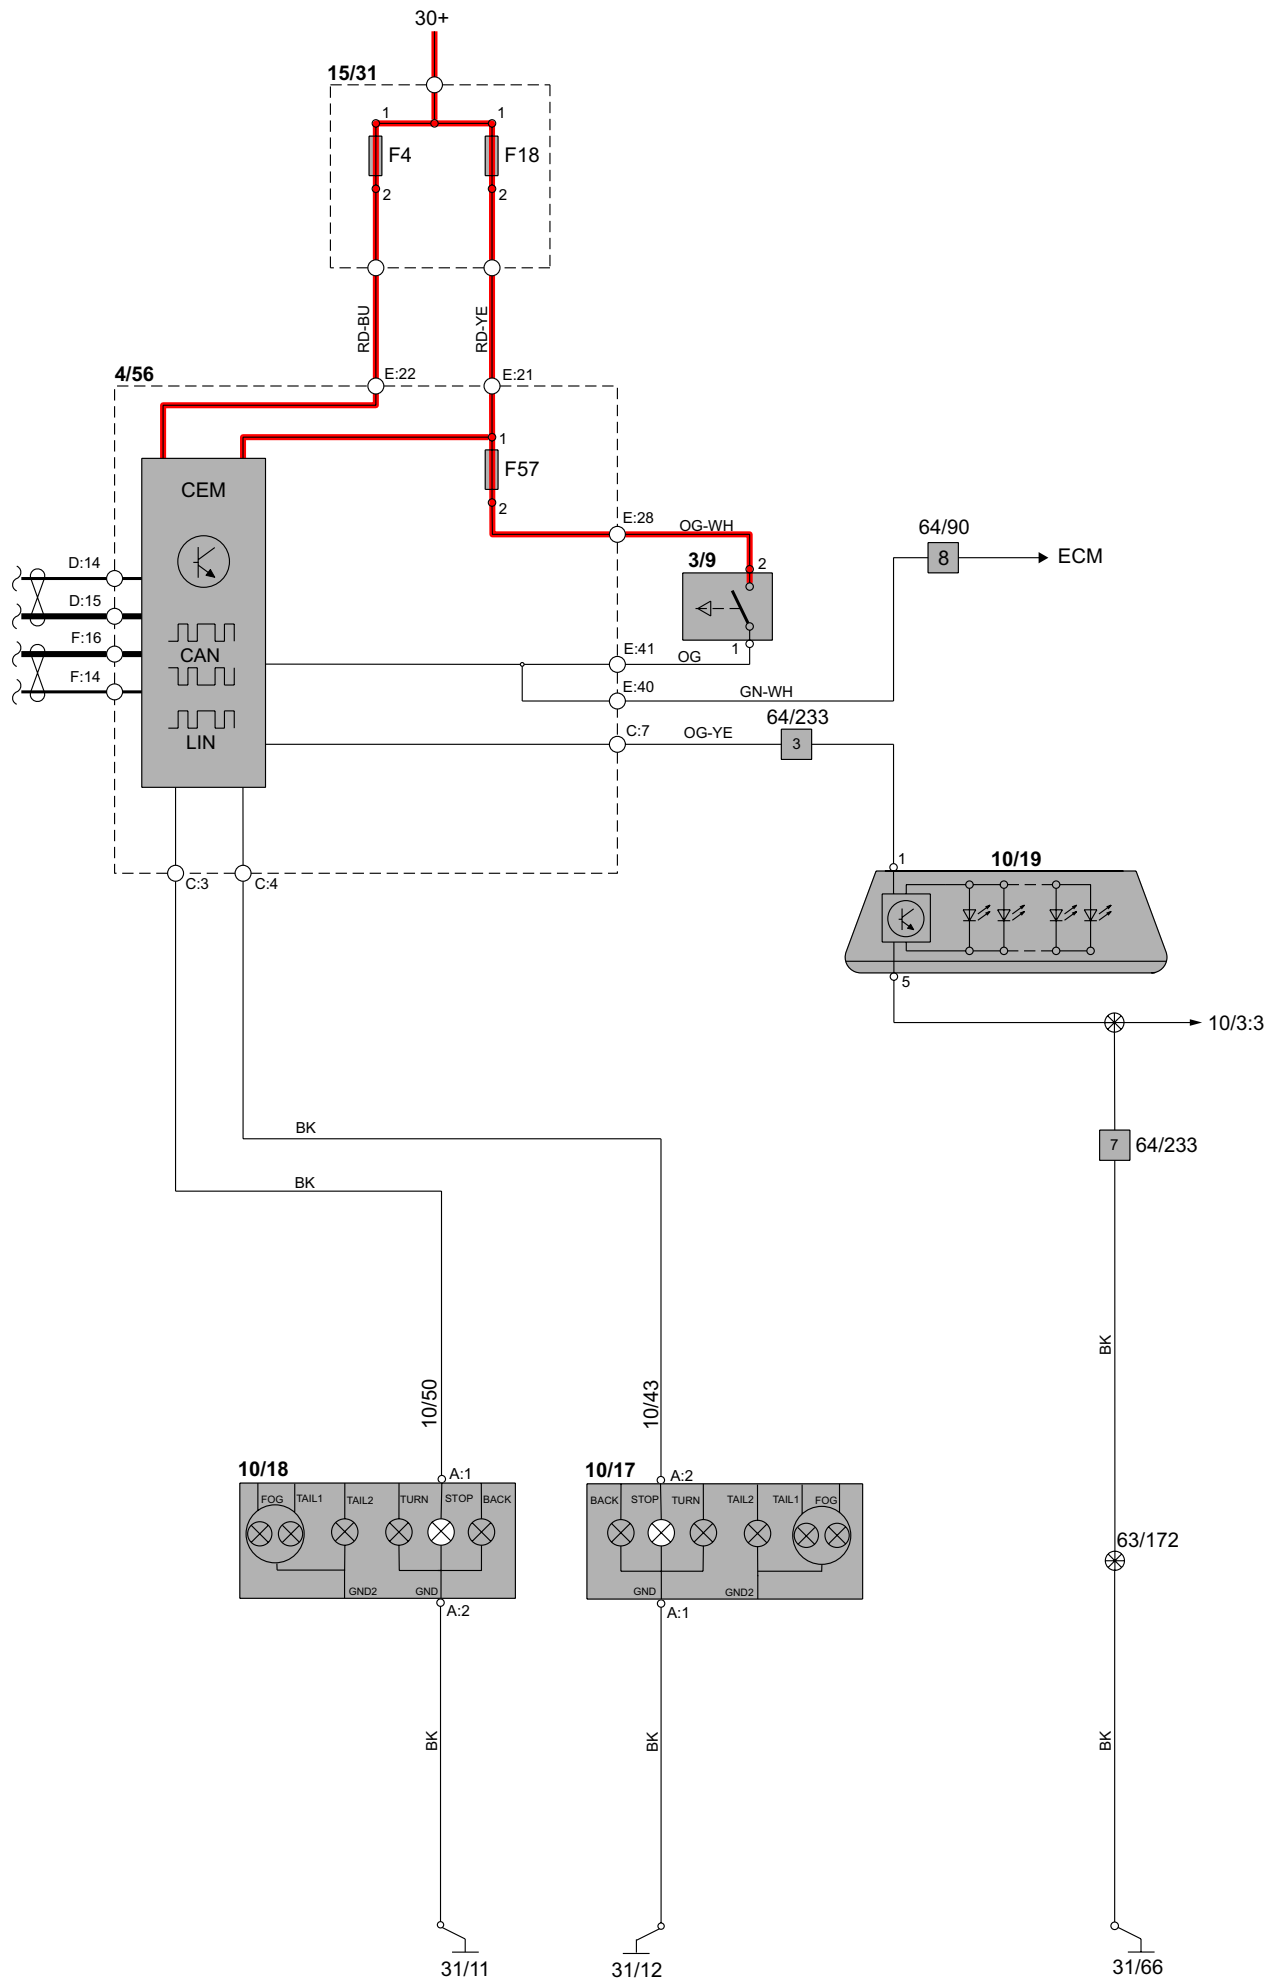 30+
15/31
1
1
F4
F18
2
2
RD-BU
RD-YE
4/56
E:22
E:21
1
CEM
F57
2
E:28
OG-WH
64/90
3/9
2
8
ECM
D:14
D:15
F:16
CAN
F:14
E:41
OG
1
E:40
GN-WH
64/233
LIN
C:7
OG-YE
3
C:3
C:4
1
10/19
5
10/3:3
BK
7
64/233
BK
BK
10/50
10/43
10/18
A:1
10/17
A:2
FOG
TAIL1
TAIL2
TURN
STOP
BACK
BACK
STOP
TURN
TAIL2
TAIL1
FOG
63/172
GND2
GND
GND
GND2
A:2
A:1
BK
BK
BK
31/11
31/12
31/66